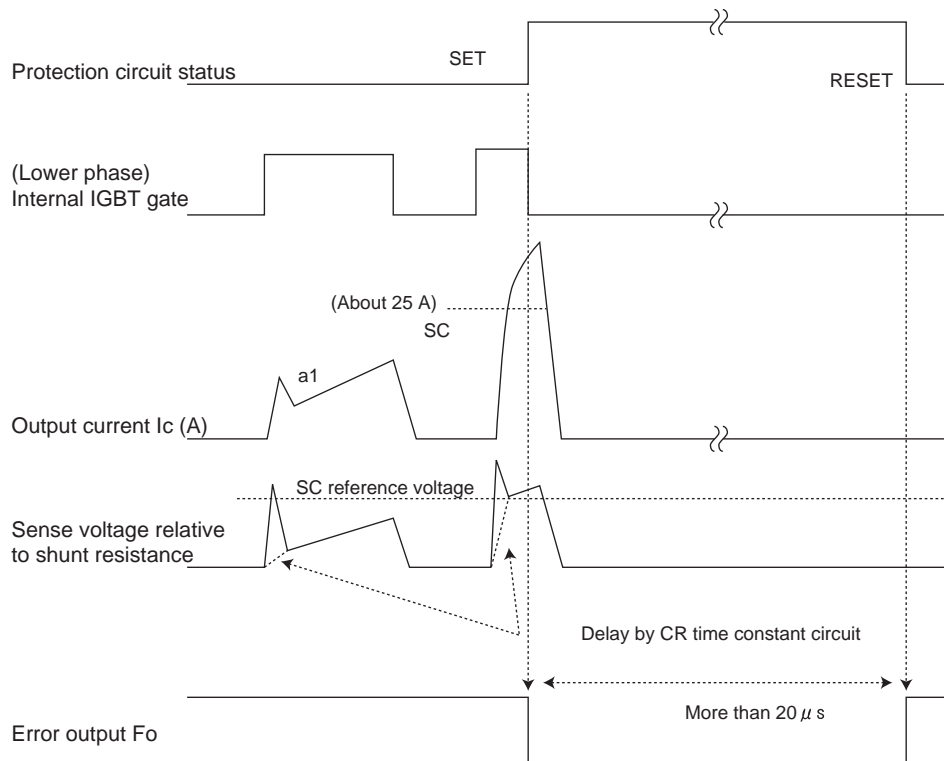 SET
Protection circuit status
RESET
(Lower phase)
Internal IGBT gate
(About 25 A)
SC
a1
Output current Ic (A)
SC reference voltage
Sense voltage relative
to shunt resistance
Delay by CR time constant circuit
More than 20 μ s
Error output Fo